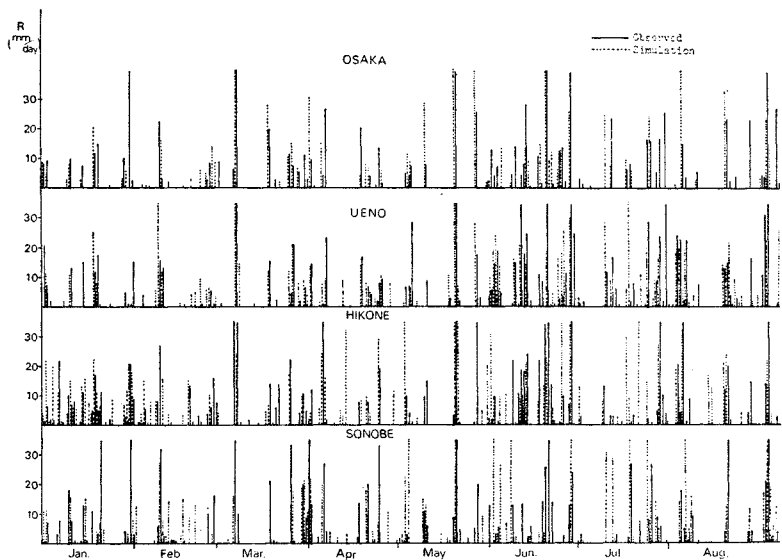 R
(mm/day)
Observed
Simulation
OSAKA
30
20
10
UENO
30
20
10
HIKONE
30
20
10
SONOBE
30
20
10
Jan. Feb Mar. Apr May Jun. Jul Aug.